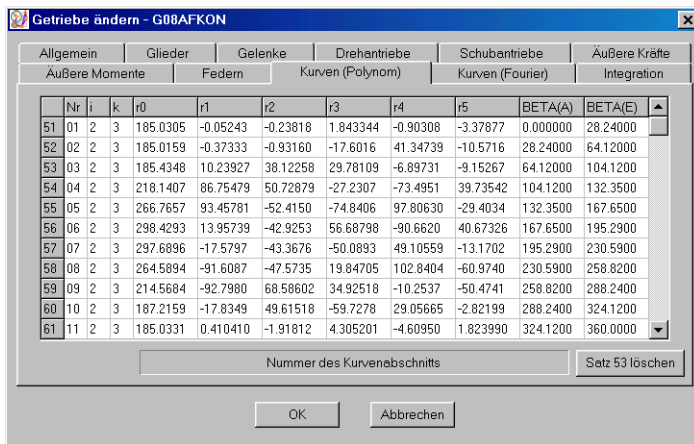 Getriebe ändern - G08AFKON
Allgemein Glieder Gelenke Drehantriebe Schubantriebe Äußere Kräfte
Äußere Momente Federn Kurven (Polynom) Kurven (Fourier) Integration
Nr i k r0 r1 r2 r3 r4 r5 BETA(A) BETA(E)
51 01 2 3 185.0305 -0.05243 -0.23818 1.843344 -0.90308 -3.37877 0.000000 28.24000
52 02 2 3 185.0159 -0.37333 -0.93160 -17.6016 41.34739 -10.5716 28.24000 64.12000
53 03 2 3 185.4348 10.23927 38.12258 29.78109 -6.89731 -9.15267 64.12000 104.1200
54 04 2 3 218.1407 86.75479 50.72879 -27.2307 -73.4951 39.73542 104.1200 132.3500
55 05 2 3 266.7657 93.45781 -52.4150 -74.8406 97.80630 -29.4034 132.3500 167.6500
56 06 2 3 298.4293 13.95739 -42.9253 56.68798 -90.6620 40.67326 167.6500 195.2900
57 07 2 3 297.6896 -17.5797 -43.3676 -50.0893 49.10559 -13.1702 195.2900 230.5900
58 08 2 3 264.5894 -91.6087 -47.5735 19.84705 102.8404 -60.9740 230.5900 258.8200
59 09 2 3 214.5684 -92.7980 68.58602 34.92518 -10.2537 -50.4741 258.8200 288.2400
60 10 2 3 187.2159 -17.8349 49.61518 -59.7278 29.05665 -2.82199 288.2400 324.1200
61 11 2 3 185.0331 0.410410 -1.91812 4.305201 -4.60950 1.823990 324.1200 360.0000
Nummer des Kurvenabschnitts Satz 53 löschen
OK Abbrechen